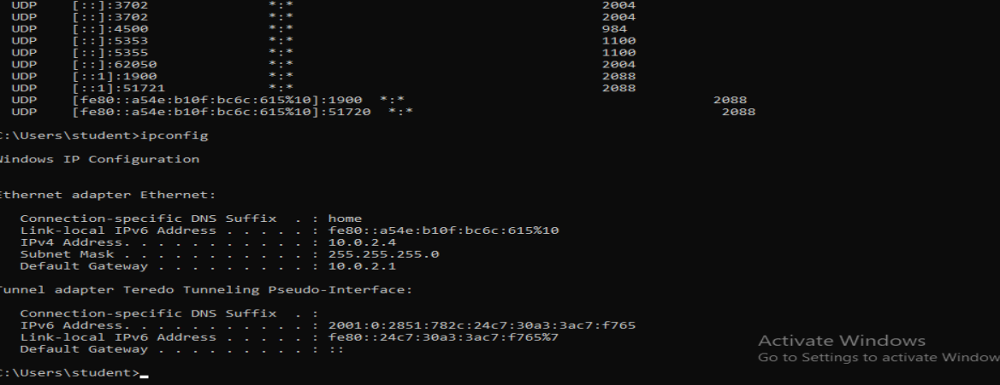 UDP [::]:3702 *:* 2004
UDP [::]:3702 *:* 2004
UDP [::]:4500 *:* 984
UDP [::]:5353 *:* 1100
UDP [::]:5355 *:* 1100
UDP [::]:62050 *:* 2004
UDP [::1]:1900 *:* 2088
UDP [::1]:51721 *:* 2088
UDP [fe80::a54e:b10f:bc6c:615%10]:1900 *:* 2088
UDP [fe80::a54e:b10f:bc6c:615%10]:51720 *:* 2088
C:\Users\student>ipconfig
Windows IP Configuration
Ethernet adapter Ethernet:
Connection-specific DNS Suffix . : home
Link-local IPv6 Address . . . . . : fe80::a54e:b10f:bc6c:615%10
IPv4 Address. . . . . . . . . . . : 10.0.2.4
Subnet Mask . . . . . . . . . . . : 255.255.255.0
Default Gateway . . . . . . . . . : 10.0.2.1
Tunnel adapter Teredo Tunneling Pseudo-Interface:
Connection-specific DNS Suffix . :
IPv6 Address. . . . . . . . . . . : 2001:0:2851:782c:24c7:30a3:3ac7:f765
Link-local IPv6 Address . . . . . : fe80::24c7:30a3:3ac7:f765%7
Default Gateway . . . . . . . . . : ::
Activate Windows
Go to Settings to activate Window
C:\Users\student>